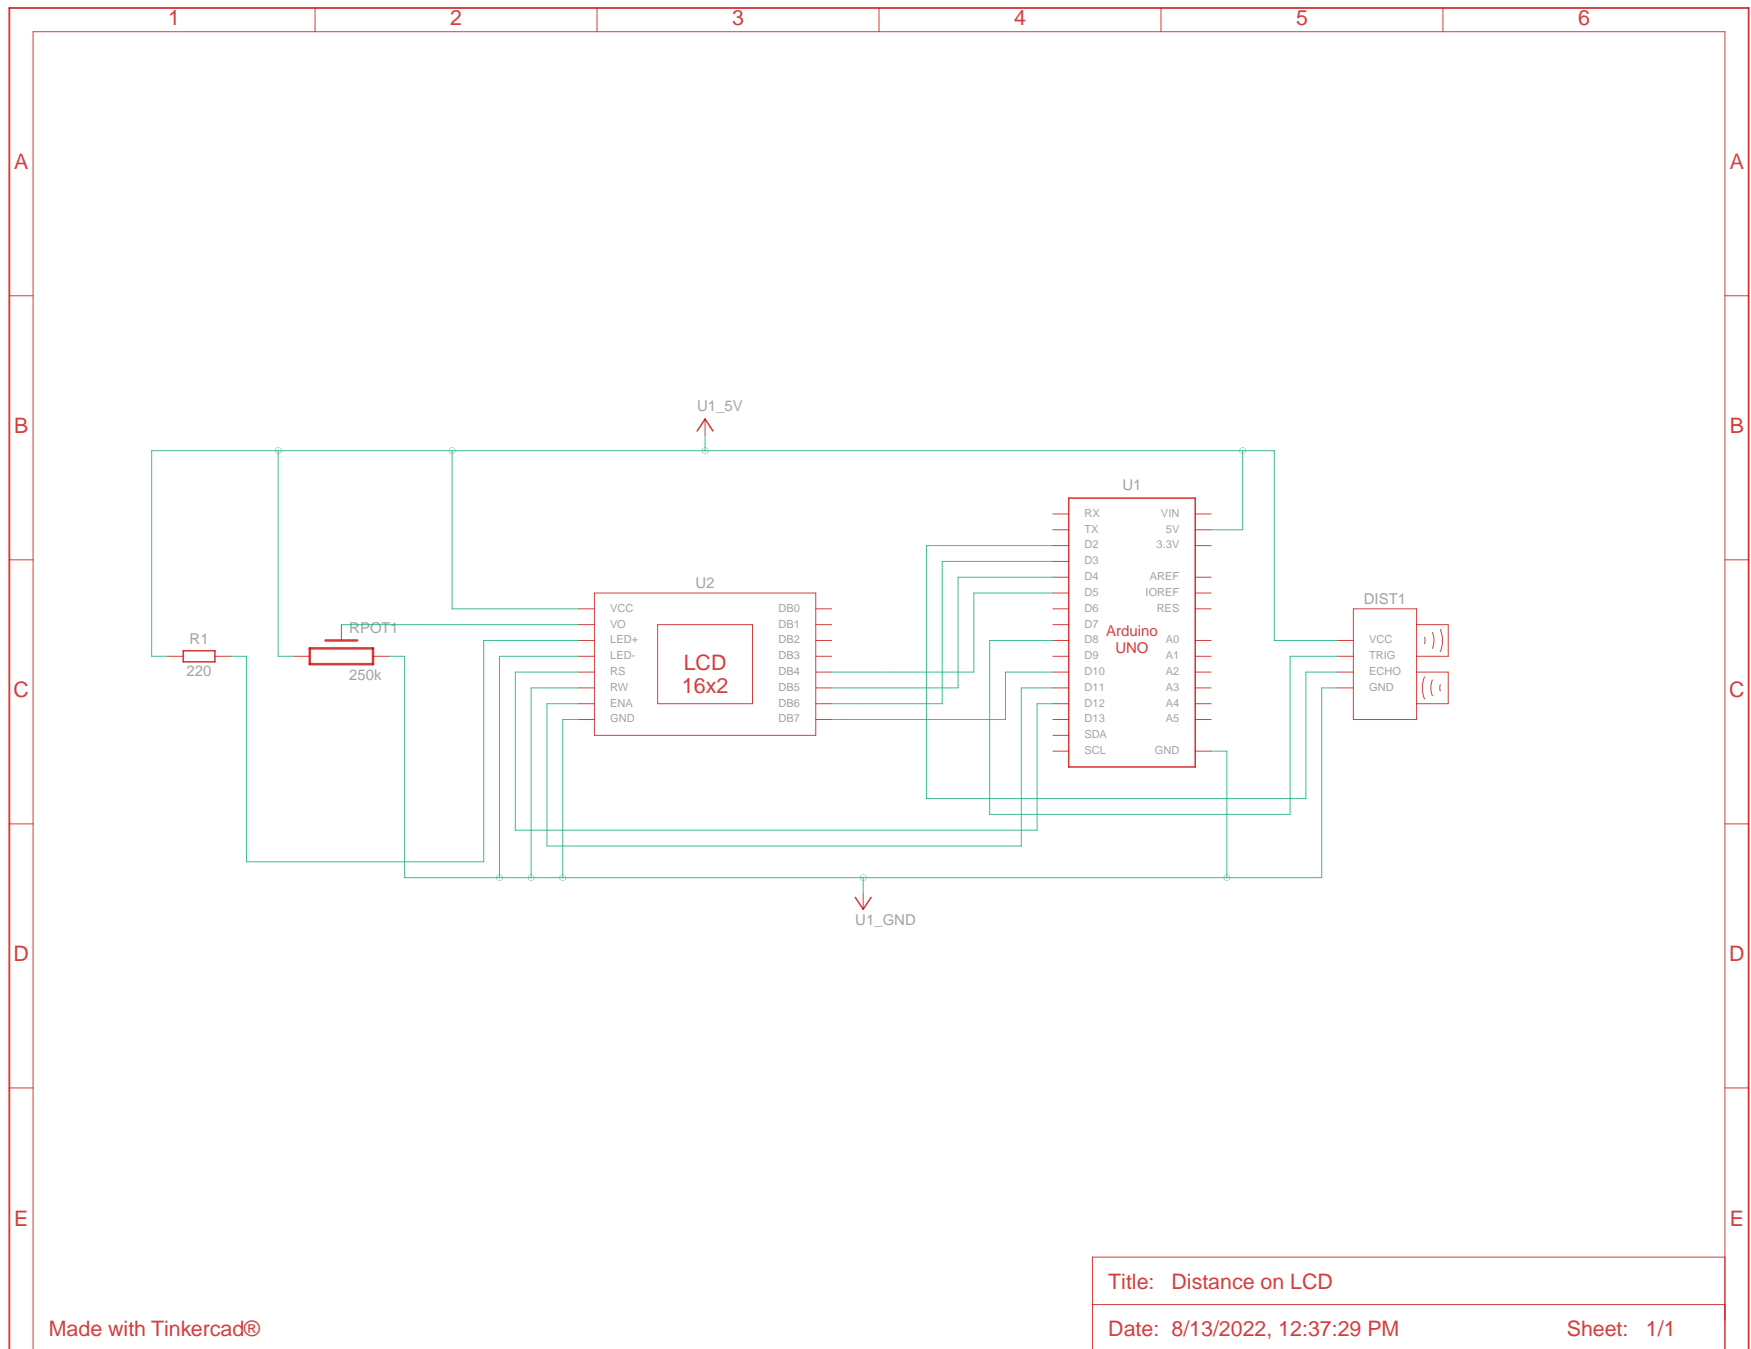 1 2 3 4 5 6
A A
B B
C C
D D
E E
U1_5V
U1
RX VIN
TX 5V
D2 3.3V
D3
D4 AREF
D5 IOREF
D6 RES
D7
Arduino
UNO
D8 A0
D9 A1
D10 A2
D11 A3
D12 A4
D13 A5
SDA
SCL GND
U2
VCC DB0
VO DB1
LED+ DB2
LED- DB3
RS DB4
RW DB5
ENA DB6
GND DB7
LCD
16x2
DIST1
VCC
TRIG
ECHO
GND
R1
220
RPOT1
250k
U1_GND
Title: Distance on LCD
Date: 8/13/2022, 12:37:29 PM Sheet: 1/1
Made with Tinkercad®